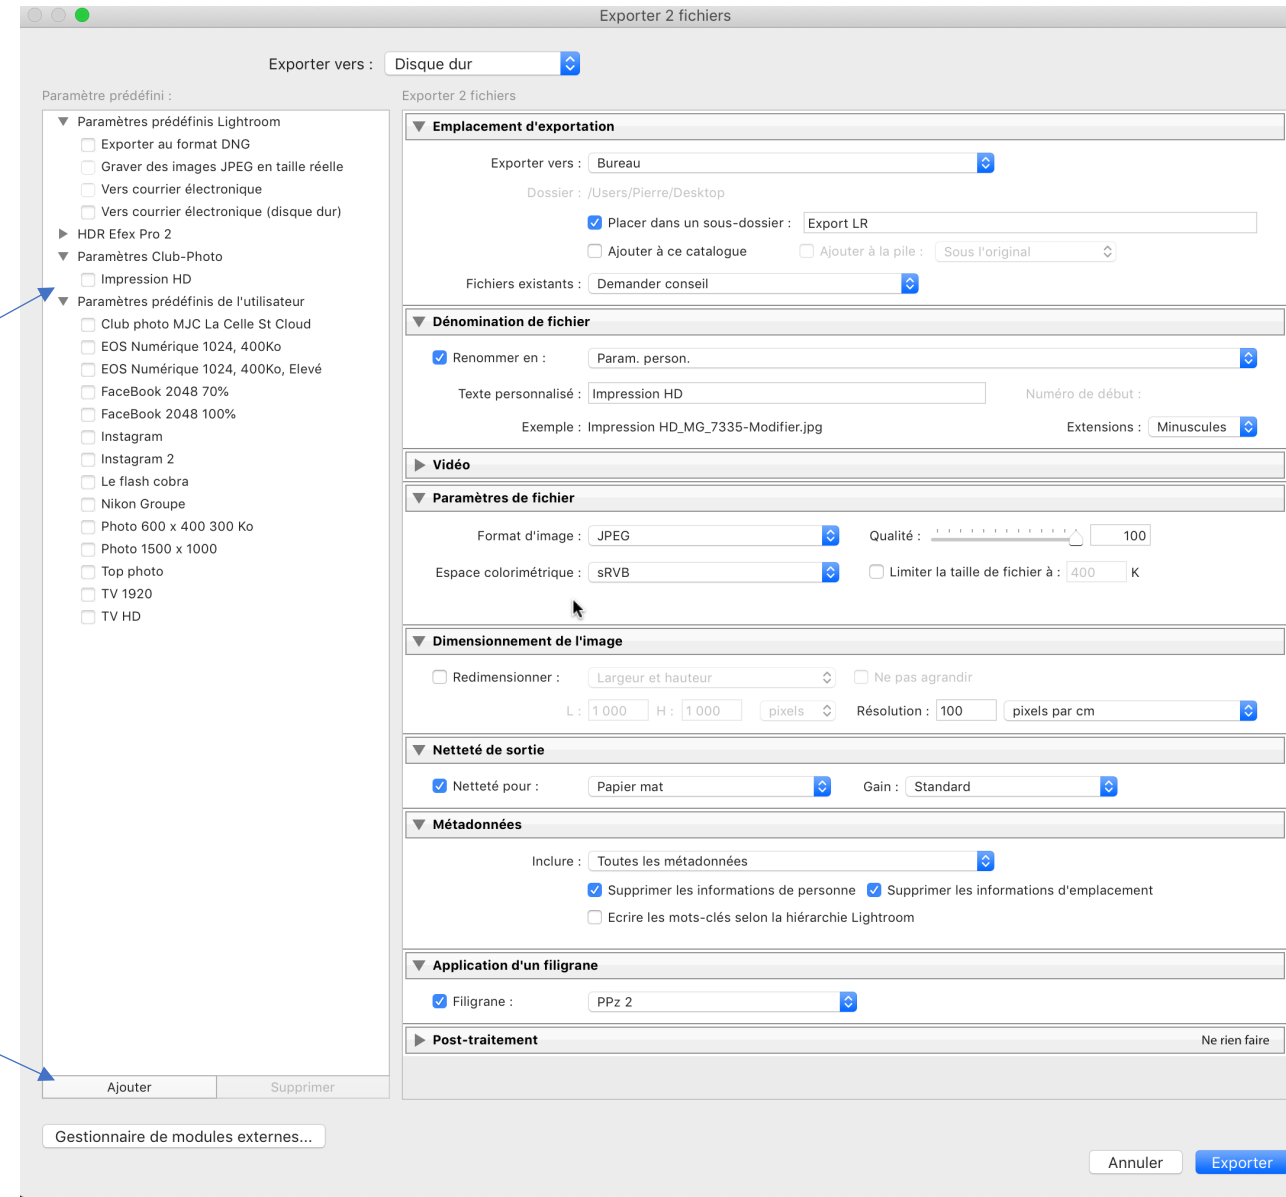 Exporter 2 fichiers
Exporter vers : Disque dur
Paramètre prédéfini :
Paramètres prédéfinis Lightroom
Exporter au format DNG
Graver des images JPEG en taille réelle
Vers courrier électronique
Vers courrier électronique (disque dur)
HDR Efex Pro 2
Paramètres Club-Photo
Impression HD
Paramètres prédéfinis de l'utilisateur
Club photo MJC La Celle St Cloud
EOS Numérique 1024, 400Ko
EOS Numérique 1024, 400Ko, Elevé
FaceBook 2048 70%
FaceBook 2048 100%
Instagram
Instagram 2
Le flash cobra
Nikon Groupe
Photo 600 x 400 300 Ko
Photo 1500 x 1000
Top photo
TV 1920
TV HD
Ajouter Supprimer
Exporter 2 fichiers
Emplacement d'exportation
Exporter vers : Bureau
Dossier : /Users/Pierre/Desktop
Placer dans un sous-dossier : Export LR
Ajouter à ce catalogue Ajouter à la pile : Sous l'original
Fichiers existants : Demander conseil
Dénomination de fichier
Renommer en : Param. person.
Texte personnalisé : Impression HD Numéro de début :
Exemple : Impression HD_MG_7335-Modifier.jpg Extensions : Minuscules
Vidéo
Paramètres de fichier
Format d'image : JPEG Qualité : 100
Espace colorimétrique : sRVB Limiter la taille de fichier à : 400 K
Dimensionnement de l'image
Redimensionner : Largeur et hauteur Ne pas agrandir
L : 1 000 H : 1 000 pixels Résolution : 100 pixels par cm
Netteté de sortie
Netteté pour : Papier mat Gain : Standard
Métadonnées
Inclure : Toutes les métadonnées
Supprimer les informations de personne Supprimer les informations d'emplacement
Ecrire les mots-clés selon la hiérarchie Lightroom
Application d'un filigrane
Filigrane : PPz 2
Post-traitement Ne rien faire
Gestionnaire de modules externes...
Annuler Exporter